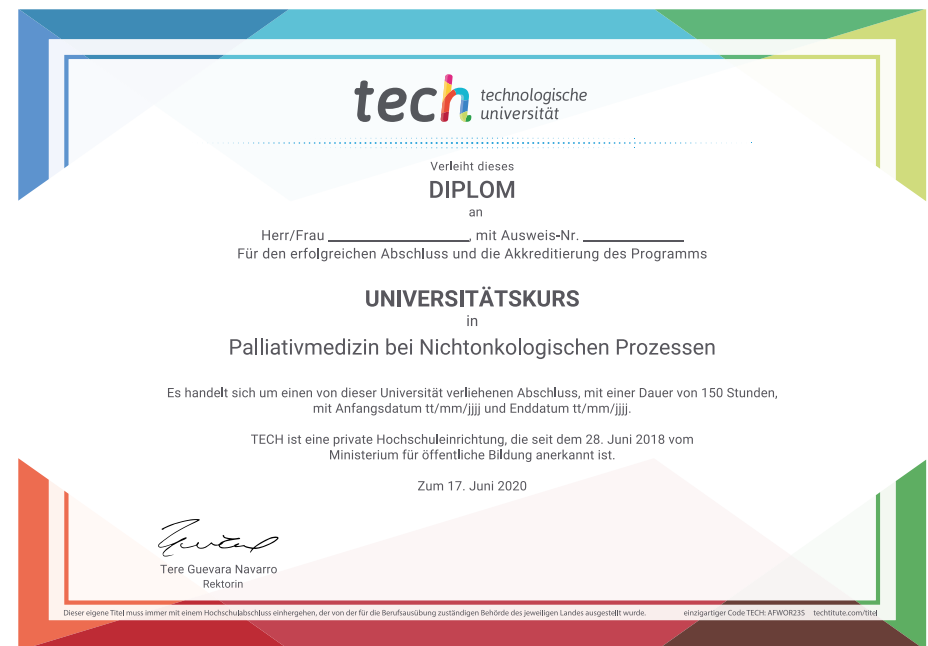 tech technologische
universität
Verleiht dieses
DIPLOM
an
Herr/Frau ____________________, mit Ausweis-Nr. ______________
Für den erfolgreichen Abschluss und die Akkreditierung des Programms
UNIVERSITÄTSKURS
in
Palliativmedizin bei Nichtonkologischen Prozessen
Es handelt sich um einen von dieser Universität verliehenen Abschluss, mit einer Dauer von 150 Stunden,
mit Anfangsdatum tt/mm/jjjj und Enddatum tt/mm/jjjj.
TECH ist eine private Hochschuleinrichtung, die seit dem 28. Juni 2018 vom
Ministerium für öffentliche Bildung anerkannt ist.
Zum 17. Juni 2020
Tere Guevara Navarro
Rektorin
Dieser eigene Titel muss immer mit einem Hochschulabschluss einhergehen, der von der für die Berufsausübung zuständigen Behörde des jeweiligen Landes ausgestellt wurde. einzigartiger Code TECH: AFWOR23S techtitute.com/titel